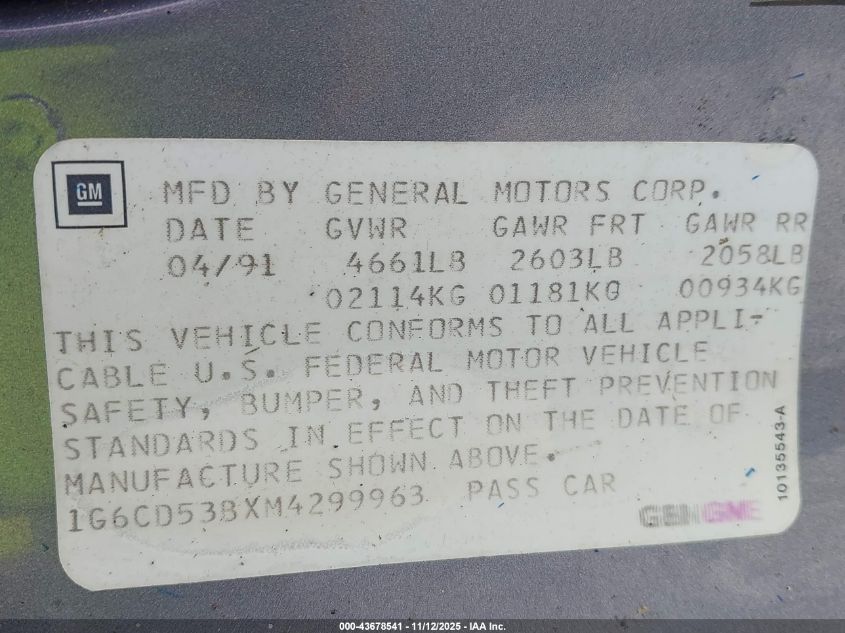 GM
MFD BY GENERAL MOTORS CORP.
DATE GVWR GAWR FRT GAWR RR
04/91 4661LB 2603LB 2058LB
02114KG 01181KG 00934KG
THIS VEHICLE CONFORMS TO ALL APPLI-
CABLE U.S. FEDERAL MOTOR VEHICLE
SAFETY, BUMPER, AND THEFT PREVENTION
STANDARDS IN EFFECT ON THE DATE OF
MANUFACTURE SHOWN ABOVE.
1G6CD53BXM4299963 PASS CAR
10135543-A
000-43678541 - 11/12/2025 - IAA Inc.